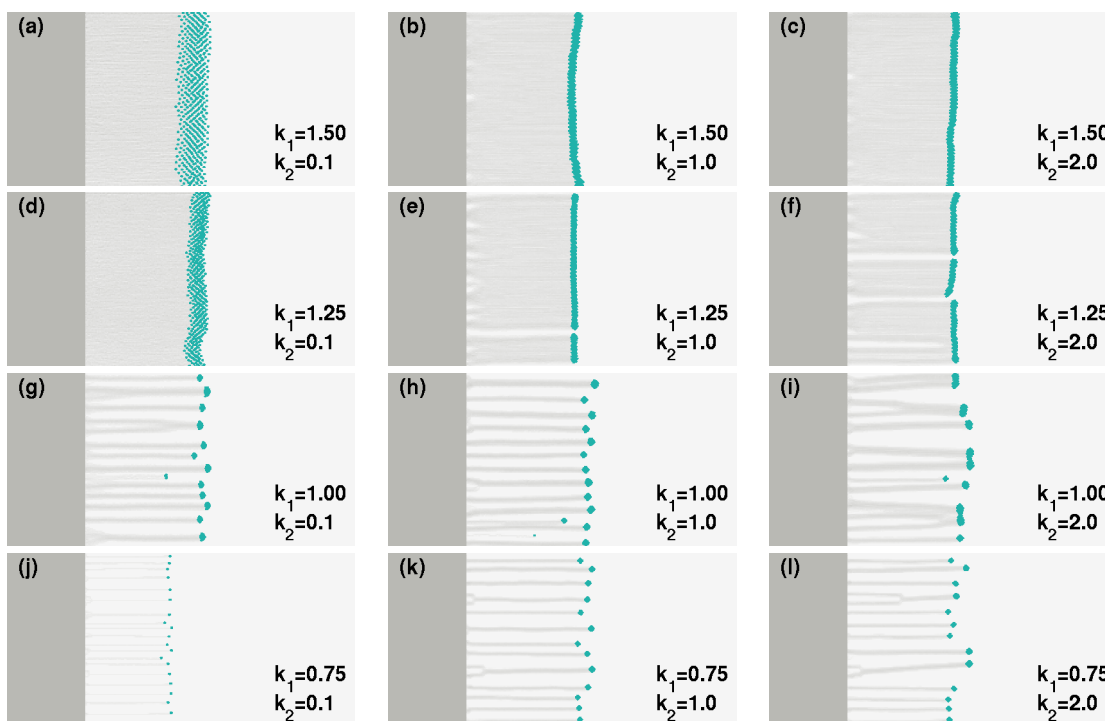 (a)
k1=1.50
k2=0.1
(b)
k1=1.50
k2=1.0
(c)
k1=1.50
k2=2.0
(d)
k1=1.25
k2=0.1
(e)
k1=1.25
k2=1.0
(f)
k1=1.25
k2=2.0
(g)
k1=1.00
k2=0.1
(h)
k1=1.00
k2=1.0
(i)
k1=1.00
k2=2.0
(j)
k1=0.75
k2=0.1
(k)
k1=0.75
k2=1.0
(l)
k1=0.75
k2=2.0